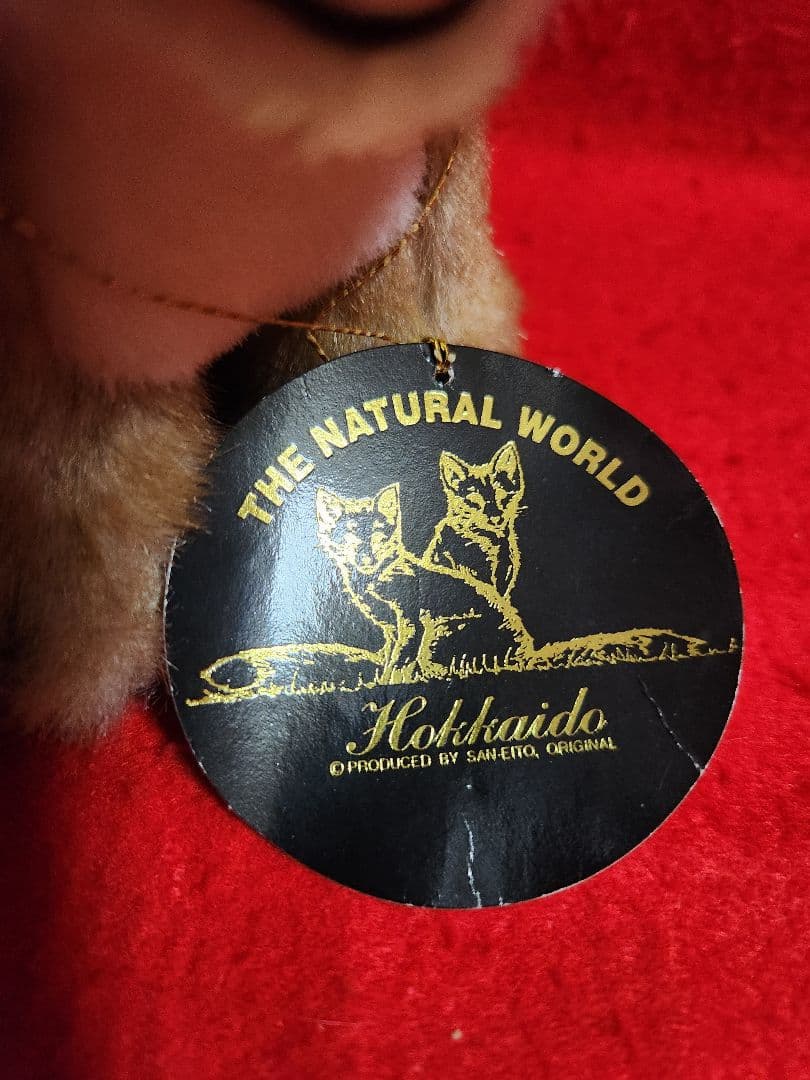 THE NATURAL WORLD
Hokkaido
© PRODUCED BY SAN-EITO, ORIGINAL